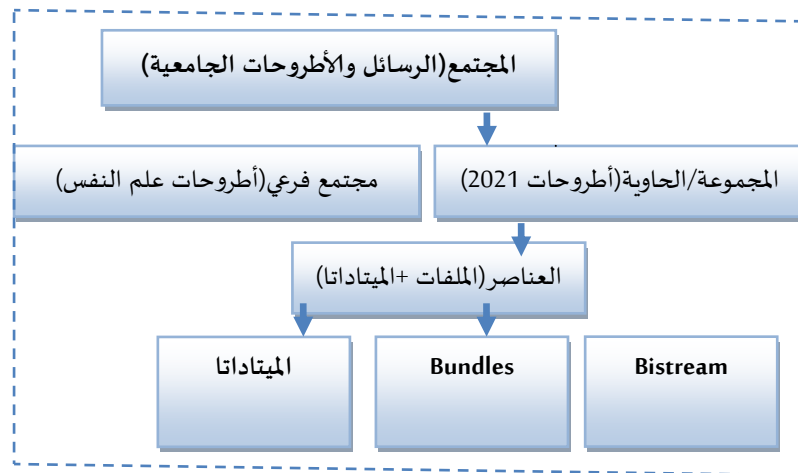 المجتمع(الرسائل والأطروحات الجامعية)
المجموعة/الحاوية(أطروحات 2021)
مجتمع فرعي(أطروحات علم النفس)
العناصر(الملفات +الميتاداتا)
الميتاداتا
Bundles
Bistream